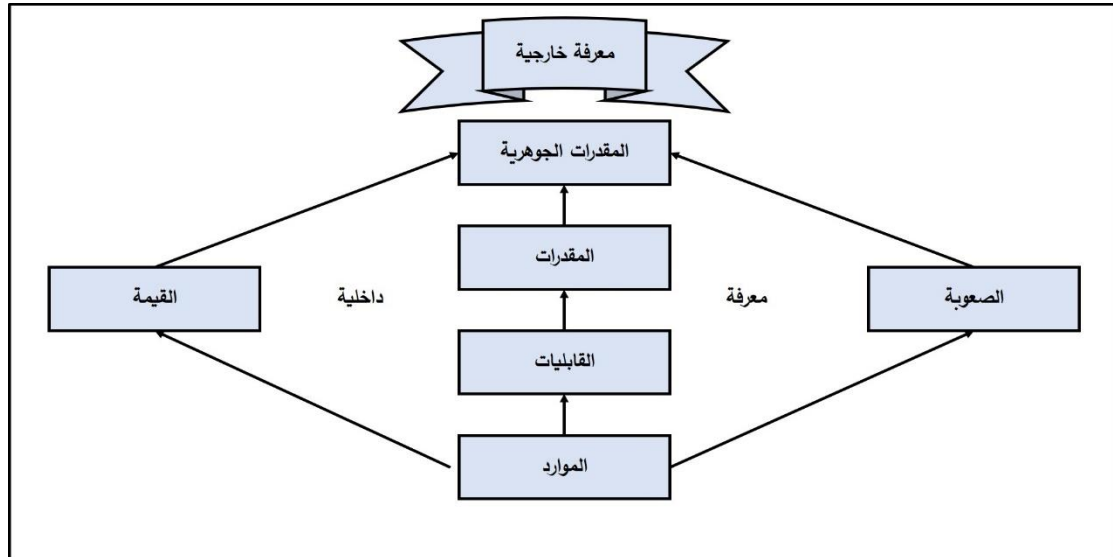 معرفة خارجية
المقدرات الجوهرية
المقدرات
الصعوبة
معرفة
داخلية
القيمة
القابليات
الموارد